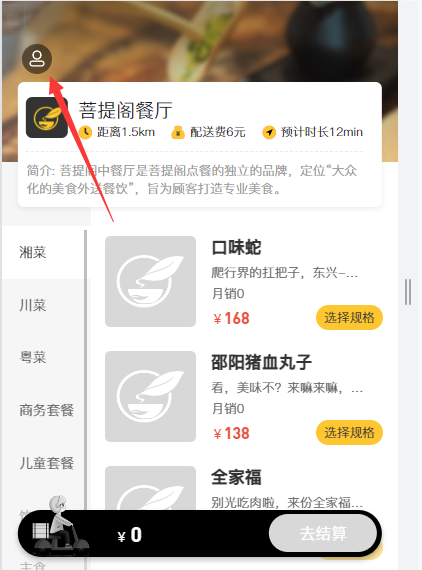 菩提阁餐厅
距离1.5km 配送费6元 预计时长12min
简介: 菩提阁中餐厅是菩提阁点餐的独立的品牌，定位“大众
化的美食外送餐饮”，旨为顾客打造专业美食。
湘菜
川菜
粤菜
商务套餐
儿童套餐
主食
口味蛇
爬行界的扛把子，东兴-...
月销0
￥168
选择规格
邵阳猪血丸子
看，美味不？来嘛来嘛，...
月销0
￥138
选择规格
全家福
别光吃肉啦，来份全家福...
￥0
去结算